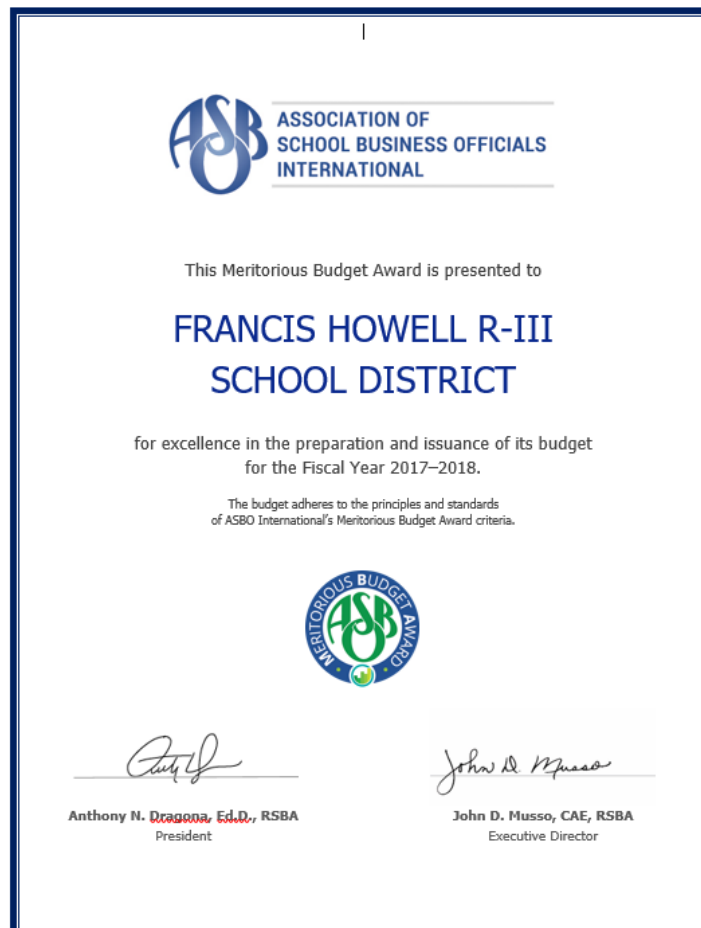 ASBO
ASSOCIATION OF
SCHOOL BUSINESS OFFICIALS
INTERNATIONAL
This Meritorious Budget Award is presented to
FRANCIS HOWELL R-III
SCHOOL DISTRICT
for excellence in the preparation and issuance of its budget
for the Fiscal Year 2017–2018.
The budget adheres to the principles and standards
of ASBO International's Meritorious Budget Award criteria.
MERITORIOUS BUDGET AWARD
ASBO
John D. Musso
Anthony N. Dragona, Ed.D., RSBA
John D. Musso, CAE, RSBA
President
Executive Director